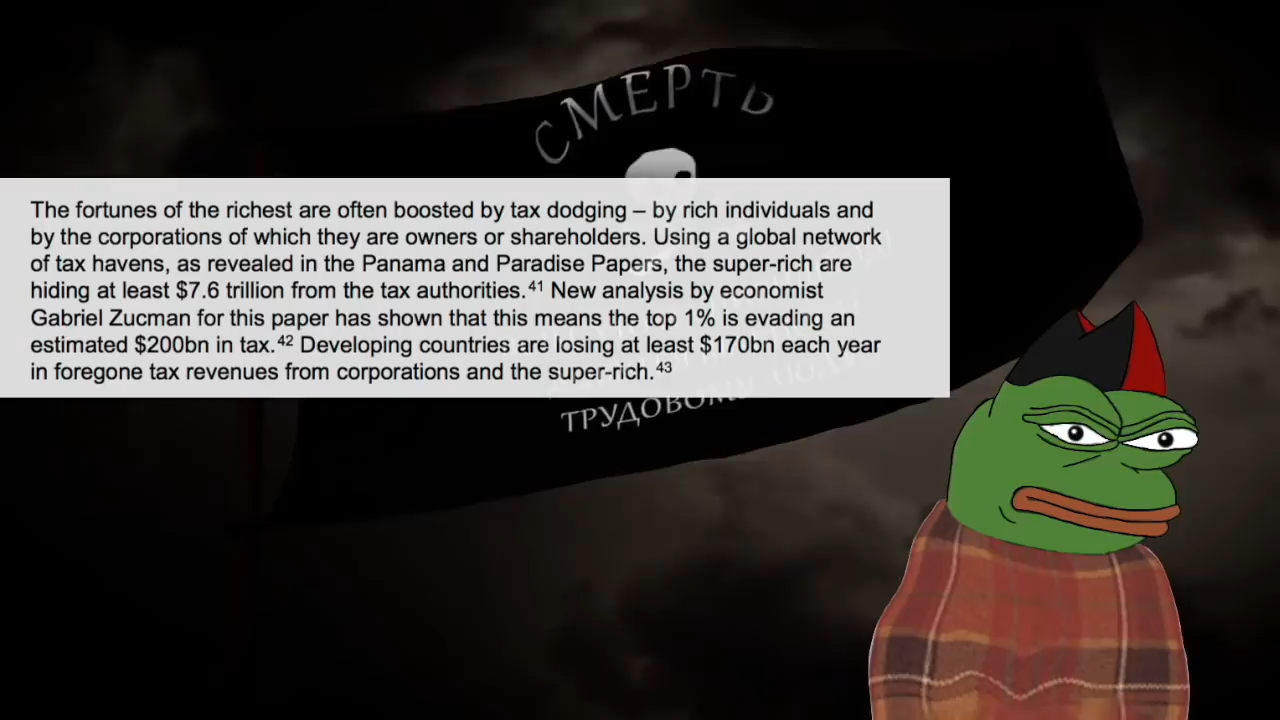 СМЕРТЬ
The fortunes of the richest are often boosted by tax dodging – by rich individuals and
by the corporations of which they are owners or shareholders. Using a global network
of tax havens, as revealed in the Panama and Paradise Papers, the super-rich are
hiding at least $7.6 trillion from the tax authorities.⁴¹ New analysis by economist
Gabriel Zucman for this paper has shown that this means the top 1% is evading an
estimated $200bn in tax.⁴² Developing countries are losing at least $170bn each year
in foregone tax revenues from corporations and the super-rich.⁴³
ТРУДОВОМУ